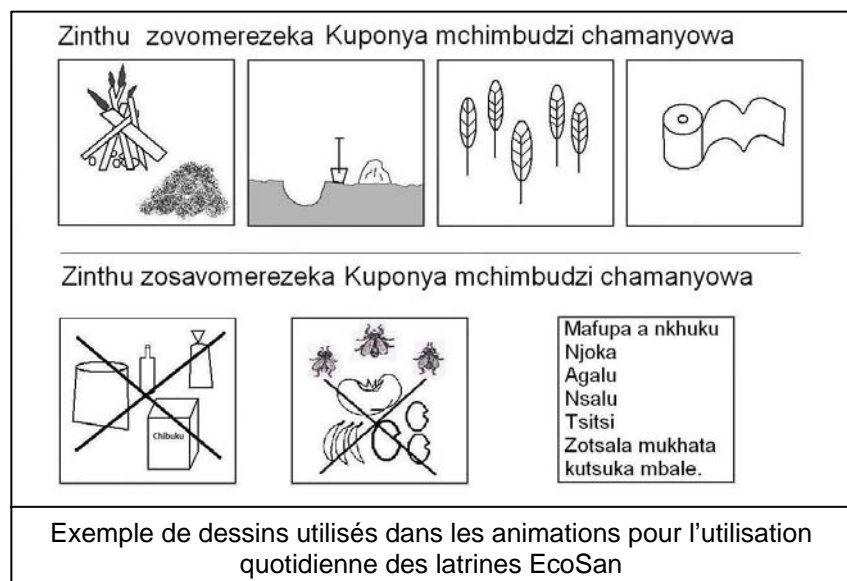 Zinthu zovomerezeka Kuponya mchimbudzi chamanyowa
Zinthu zosavomerezeka Kuponya mchimbudzi chamanyowa
Chibuku
Mafupa a nkhuku
Njoka
Agalu
Nsalu
Tsitsi
Zotsala mukhata
kutsuka mbale.
Exemple de dessins utilisés dans les animations pour l'utilisation
quotidienne des latrines EcoSan